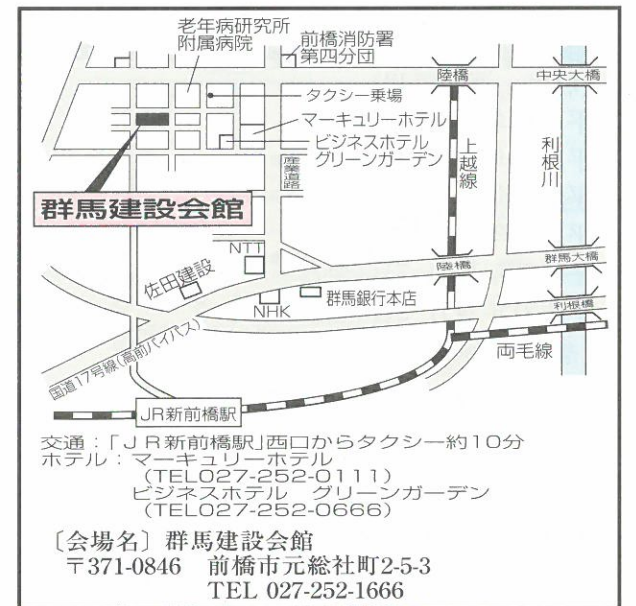 老年病研究所
附属病院
前橋消防署
第四分団
陸橋
中央大橋
タクシー乗場
マーキュリーホテル
ビジネスホテル
グリーンガーデン
産業道路
上越線
利根川
群馬建設会館
NTT
佐田建設
陸橋
群馬大橋
NHK
群馬銀行本店
利根橋
国道17号線(高前バイパス)
両毛線
JR新前橋駅
交通:「JR新前橋駅」西口からタクシー約10分
ホテル:マーキュリーホテル
(TEL027-252-0111)
ビジネスホテル グリーンガーデン
(TEL027-252-0666)
〔会場名〕群馬建設会館
〒371-0846 前橋市元総社町2-5-3
TEL 027-252-1666